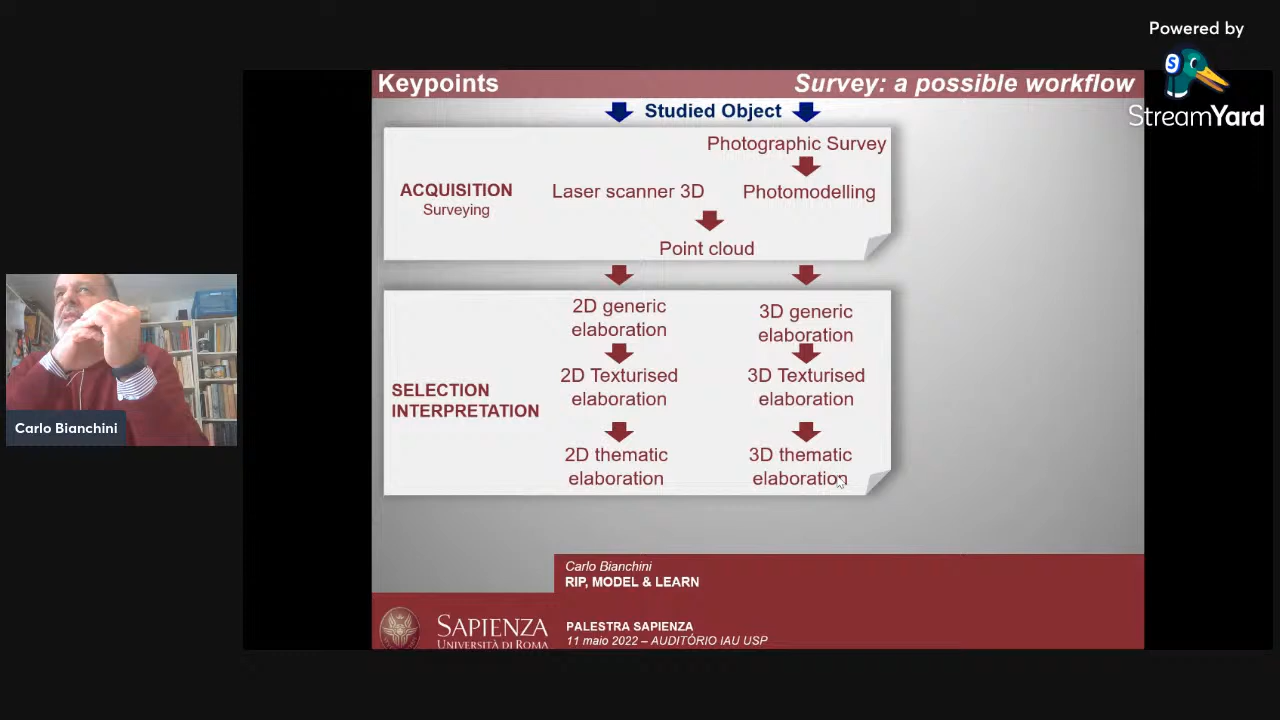 Powered by
StreamYard
Keypoints
Survey: a possible workflow
Studied Object
Photographic Survey
ACQUISITION
Surveying
Laser scanner 3D
Photomodelling
Point cloud
SELECTION
INTERPRETATION
2D generic
elaboration
3D generic
elaboration
2D Texturised
elaboration
3D Texturised
elaboration
2D thematic
elaboration
3D thematic
elaboration
Carlo Bianchini
Carlo Bianchini
RIP, MODEL & LEARN
SAPIENZA
UNIVERSITÀ DI ROMA
PALESTRA SAPIENZA
11 maio 2022 – AUDITÓRIO IAU USP